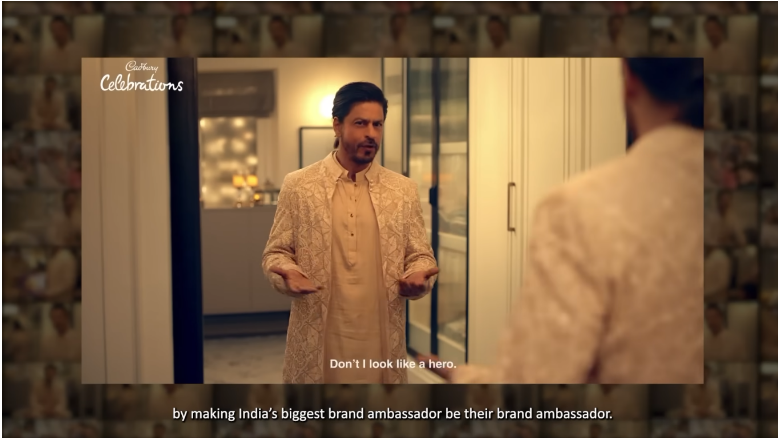 Cadbury
Celebrations
Don't I look like a hero.
by making India's biggest brand ambassador be their brand ambassador.